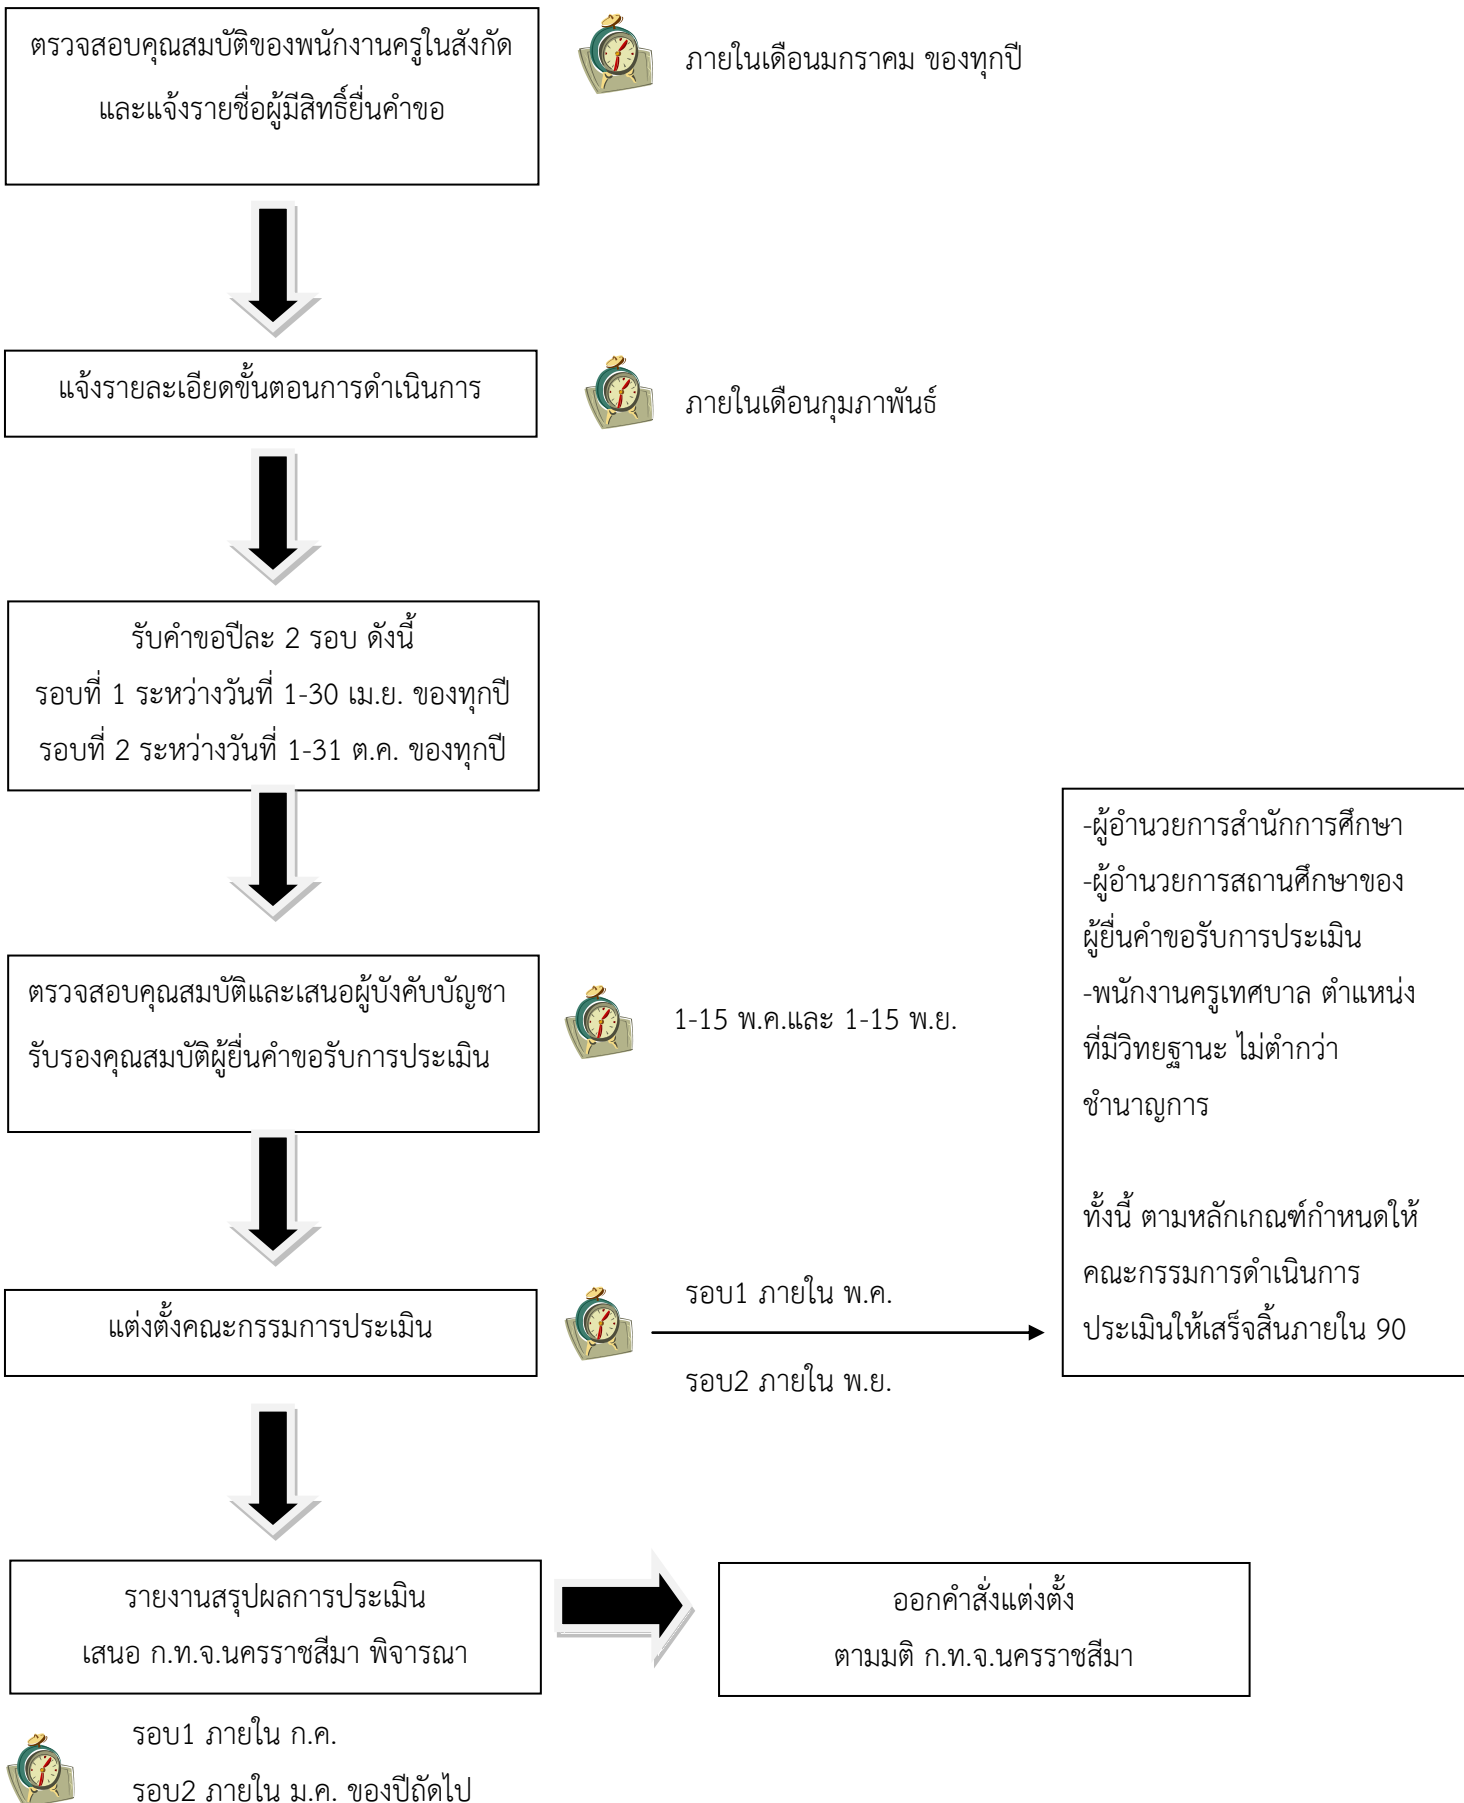 ตรวจสอบคุณสมบัติของพนักงานครูในสังกัด
และแจ้งรายชื่อผู้มีสิทธิ์ยื่นคำขอ
ภายในเดือนมกราคม ของทุกปี
แจ้งรายละเอียดขั้นตอนการดำเนินการ
ภายในเดือนกุมภาพันธ์
รับคำขอปีละ 2 รอบ ดังนี้
รอบที่ 1 ระหว่างวันที่ 1-30 เม.ย. ของทุกปี
รอบที่ 2 ระหว่างวันที่ 1-31 ต.ค. ของทุกปี
ตรวจสอบคุณสมบัติและเสนอผู้บังคับบัญชา
รับรองคุณสมบัติผู้ยื่นคำขอรับการประเมิน
1-15 พ.ค.และ 1-15 พ.ย.
แต่งตั้งคณะกรรมการประเมิน
รอบ1 ภายใน พ.ค.
รอบ2 ภายใน พ.ย.
-ผู้อำนวยการสำนักการศึกษา
-ผู้อำนวยการสถานศึกษาของ
ผู้ยื่นคำขอรับการประเมิน
-พนักงานครูเทศบาล ตำแหน่ง
ที่มีวิทยฐานะ ไม่ต่ำกว่า
ชำนาญการ
ทั้งนี้ ตามหลักเกณฑ์กำหนดให้
คณะกรรมการดำเนินการ
ประเมินให้เสร็จสิ้นภายใน 90
รายงานสรุปผลการประเมิน
เสนอ ก.ท.จ.นครราชสีมา พิจารณา
ออกคำสั่งแต่งตั้ง
ตามมติ ก.ท.จ.นครราชสีมา
รอบ1 ภายใน ก.ค.
รอบ2 ภายใน ม.ค. ของปีถัดไป